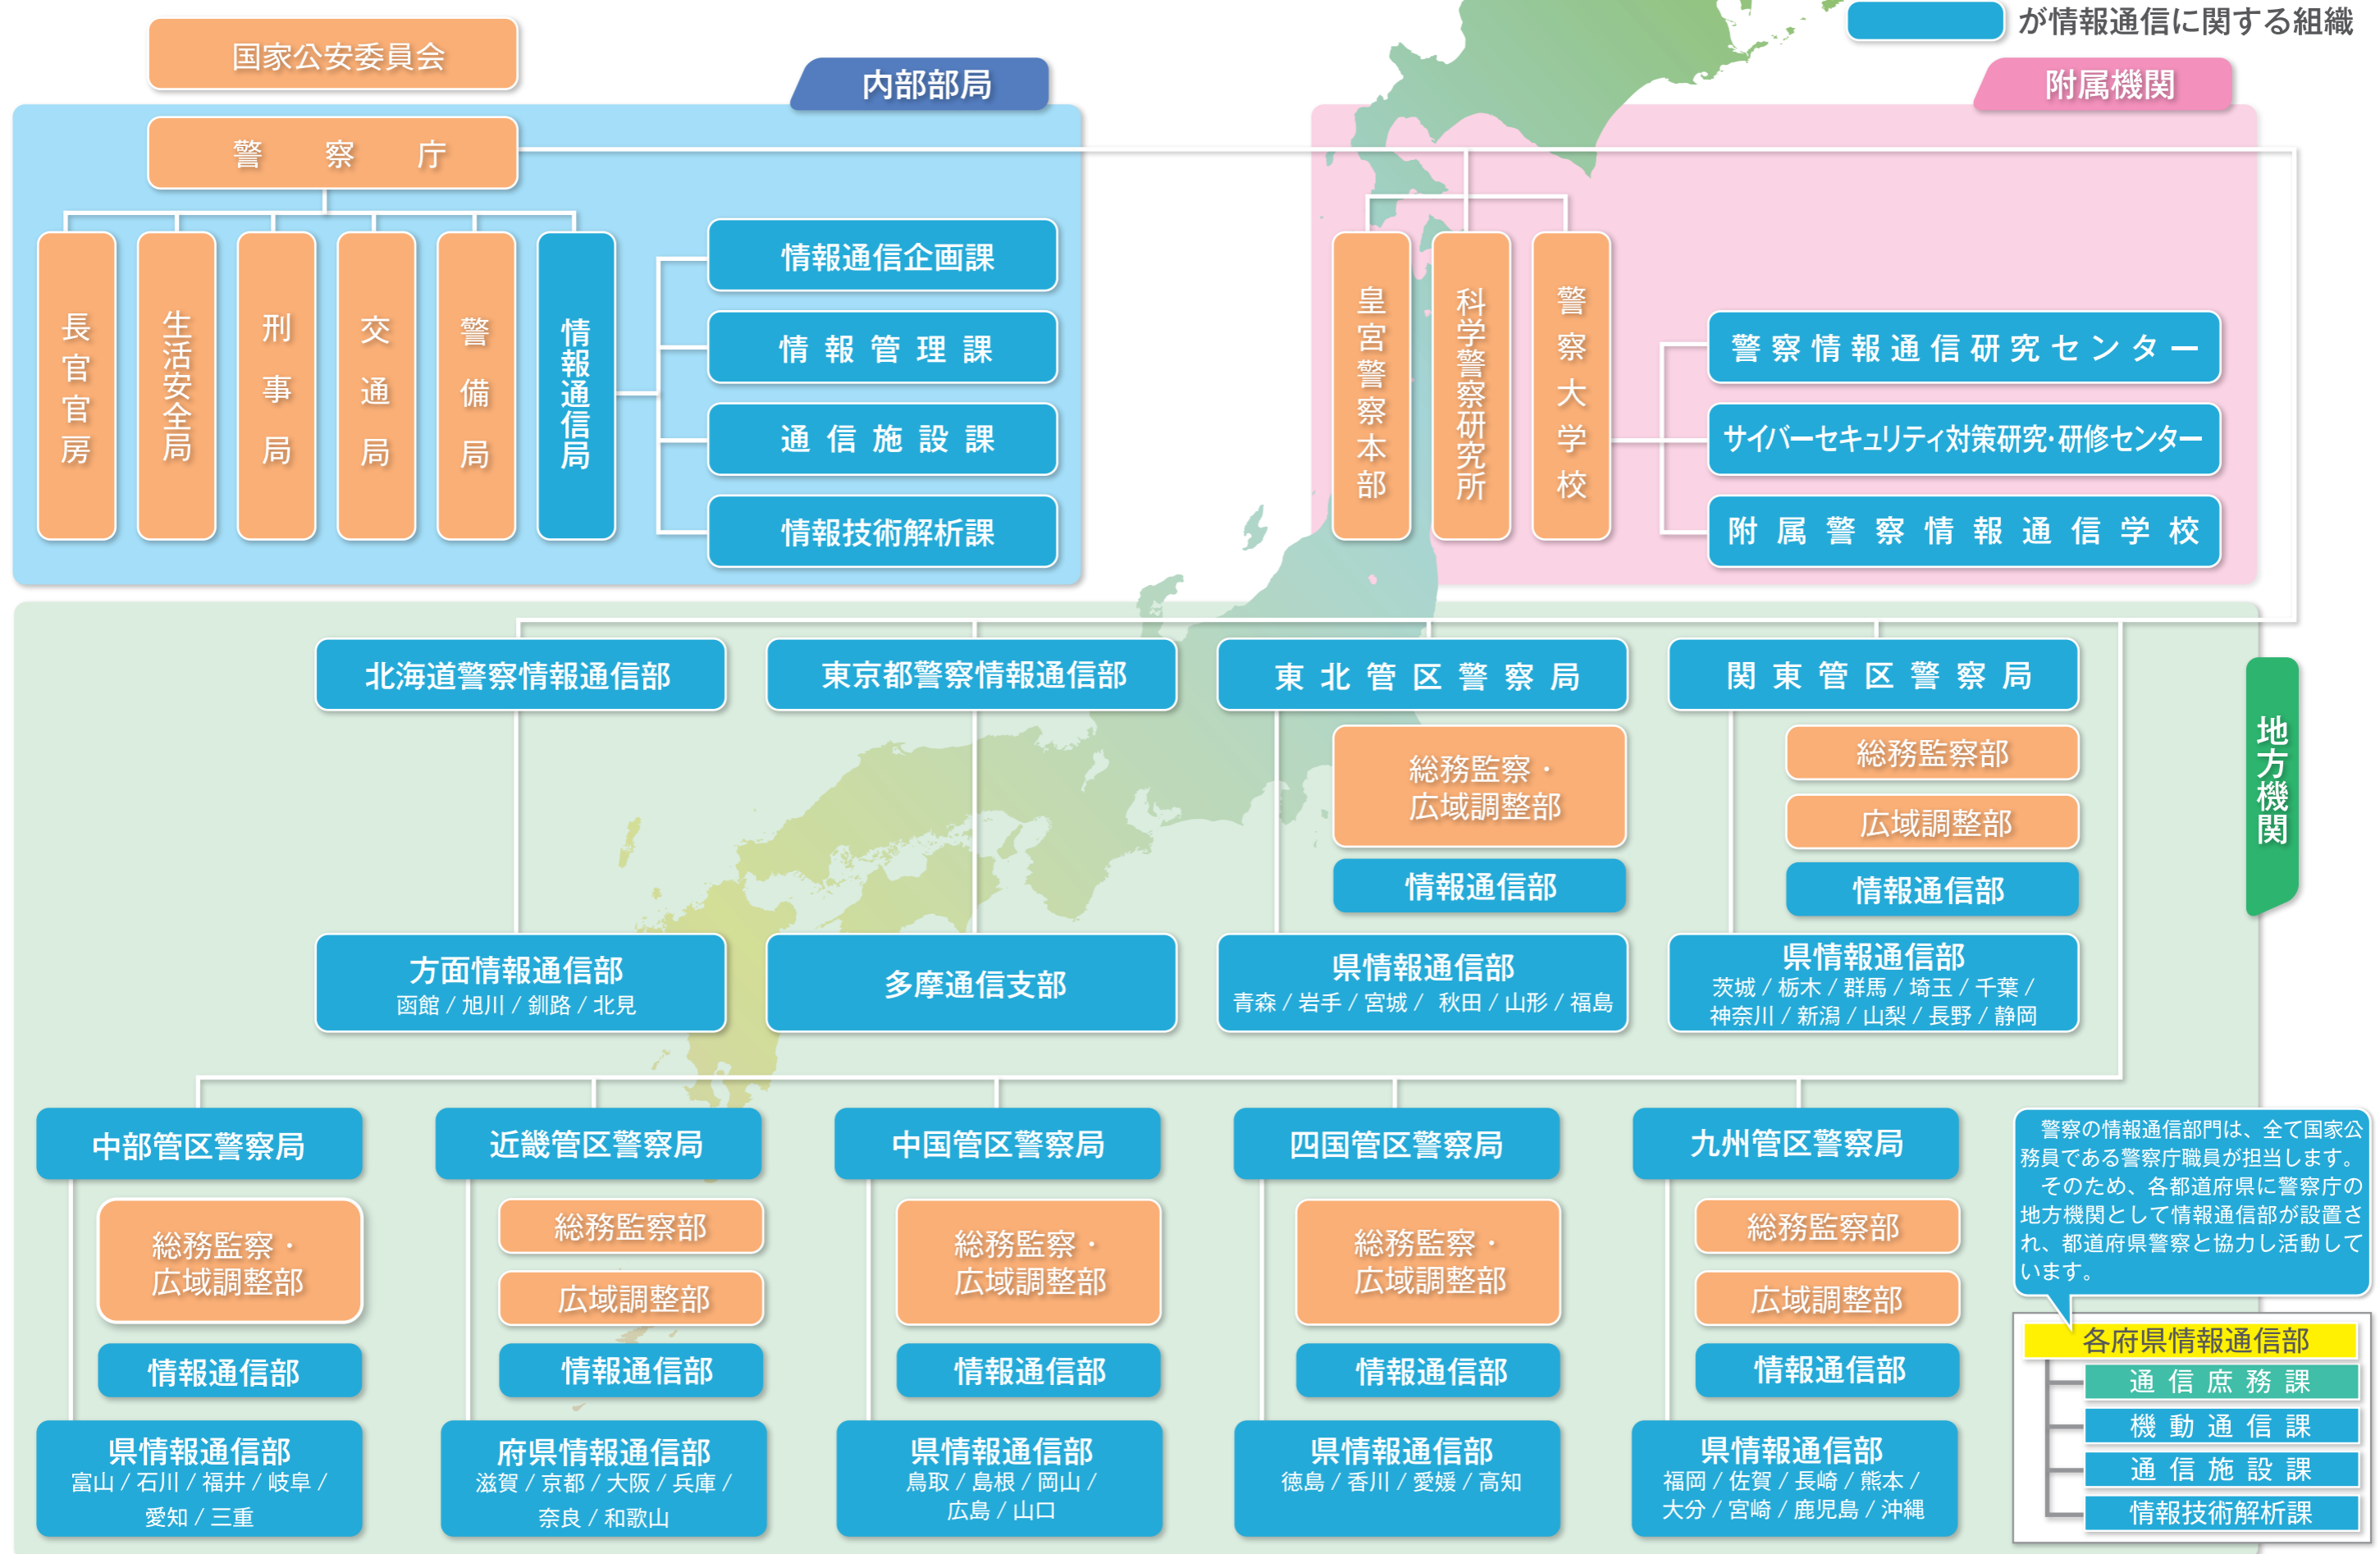 が情報通信に関する組織
国家公安委員会
内部部局
附属機関
警察庁
長官官房
生活安全局
刑事局
交通局
警備局
情報通信局
情報通信企画課
情報管理課
通信施設課
情報技術解析課
皇宮警察本部
科学警察研究所
警察大学校
警察情報通信研究センター
サイバーセキュリティ対策研究・研修センター
附属警察情報通信学校
地方機関
北海道警察情報通信部
東京都警察情報通信部
東北管区警察局
関東管区警察局
総務監察・
広域調整部
情報通信部
総務監察部
広域調整部
情報通信部
方面情報通信部
函館 / 旭川 / 釧路 / 北見
多摩通信支部
県情報通信部
青森 / 岩手 / 宮城 / 秋田 / 山形 / 福島
県情報通信部
茨城 / 栃木 / 群馬 / 埼玉 / 千葉 /
神奈川 / 新潟 / 山梨 / 長野 / 静岡
中部管区警察局
近畿管区警察局
中国管区警察局
四国管区警察局
九州管区警察局
総務監察・
広域調整部
情報通信部
総務監察部
広域調整部
情報通信部
総務監察・
広域調整部
情報通信部
総務監察・
広域調整部
情報通信部
総務監察部
広域調整部
情報通信部
県情報通信部
富山 / 石川 / 福井 / 岐阜 /
愛知 / 三重
府県情報通信部
滋賀 / 京都 / 大阪 / 兵庫 /
奈良 / 和歌山
県情報通信部
鳥取 / 島根 / 岡山 /
広島 / 山口
県情報通信部
徳島 / 香川 / 愛媛 / 高知
県情報通信部
福岡 / 佐賀 / 長崎 / 熊本 /
大分 / 宮崎 / 鹿児島 / 沖縄
警察の情報通信部門は、全て国家公
務員である警察庁職員が担当します。
そのため、各都道府県に警察庁の
地方機関として情報通信部が設置さ
れ、都道府県警察と協力し活動して
います。
各府県情報通信部
通信庶務課
機動通信課
通信施設課
情報技術解析課